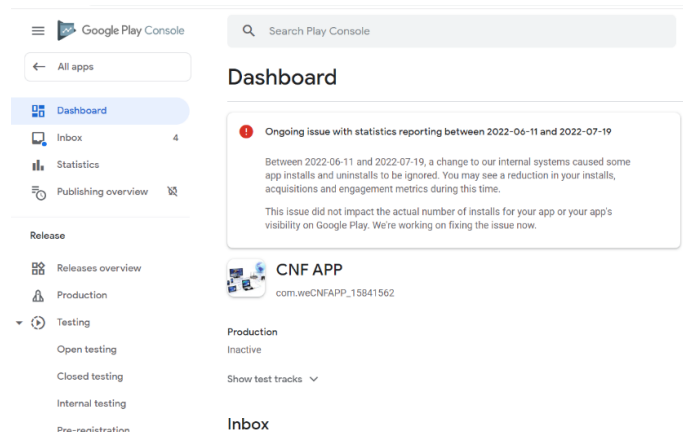 Google Play Console
Search Play Console
All apps
Dashboard
Dashboard
Inbox 4
Statistics
Publishing overview
Release
Releases overview
Production
Testing
Open testing
Closed testing
Internal testing
Pre-registration
Ongoing issue with statistics reporting between 2022-06-11 and 2022-07-19
Between 2022-06-11 and 2022-07-19, a change to our internal systems caused some
app installs and uninstalls to be ignored. You may see a reduction in your installs,
acquisitions and engagement metrics during this time.
This issue did not impact the actual number of installs for your app or your app's
visibility on Google Play. We're working on fixing the issue now.
CNF APP
com.weCNFAPP_15841562
Production
Inactive
Show test tracks
Inbox